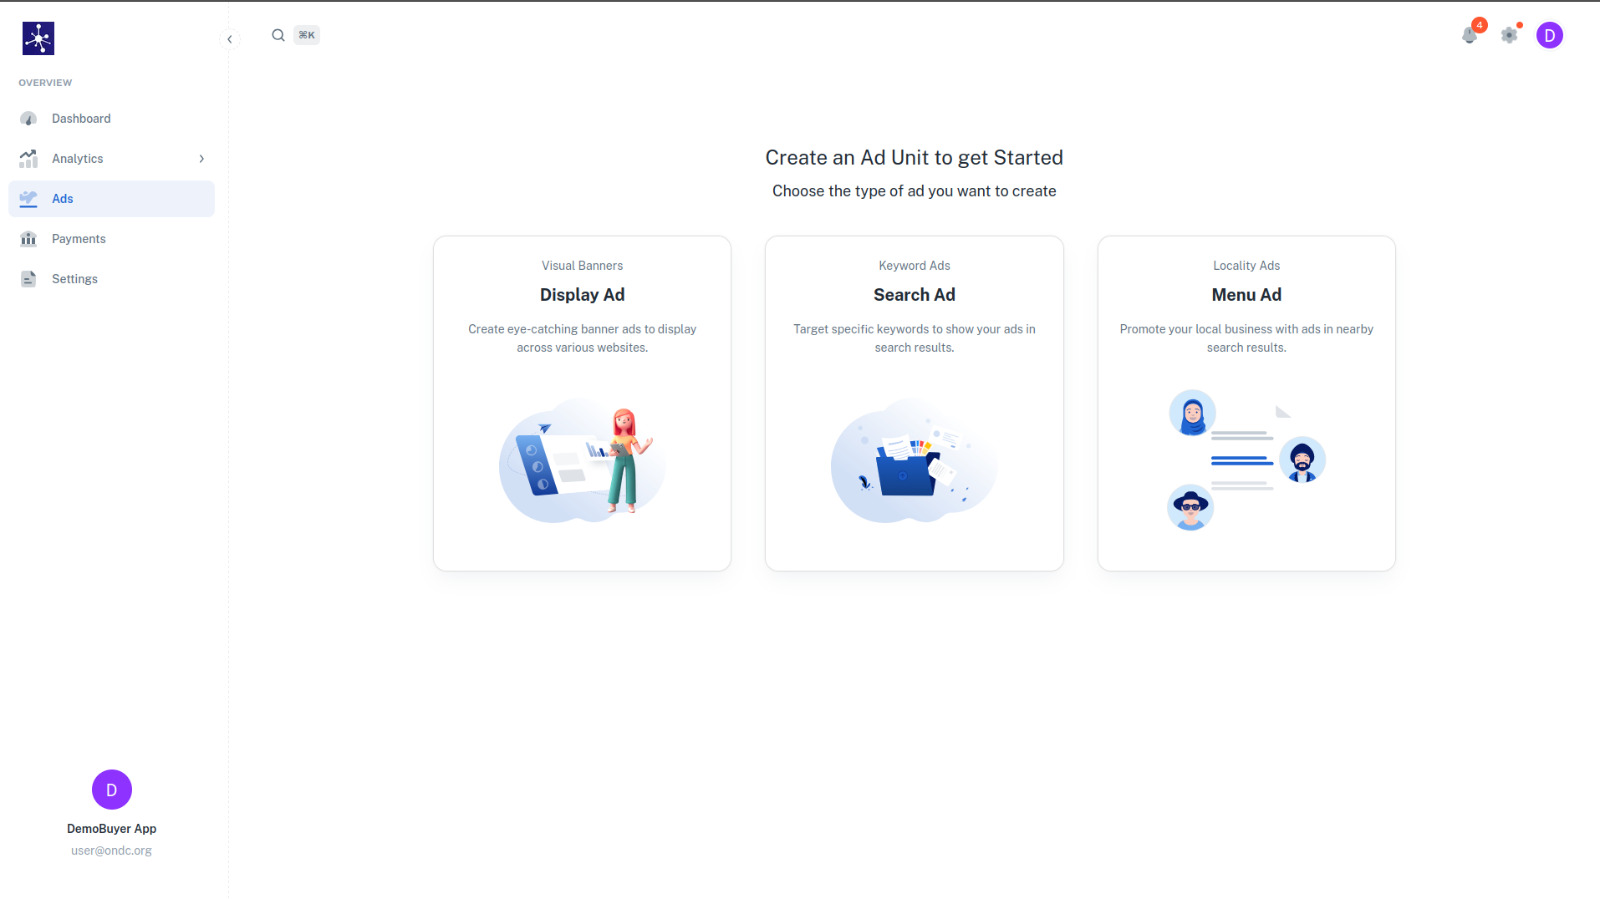 ⌘K
4
D
OVERVIEW
Dashboard
Analytics
Ads
Payments
Settings
Create an Ad Unit to get Started
Choose the type of ad you want to create
Visual Banners
Display Ad
Create eye-catching banner ads to display
across various websites.
Keyword Ads
Search Ad
Target specific keywords to show your ads in
search results.
Locality Ads
Menu Ad
Promote your local business with ads in nearby
search results.
D
DemoBuyer App
user@ondc.org